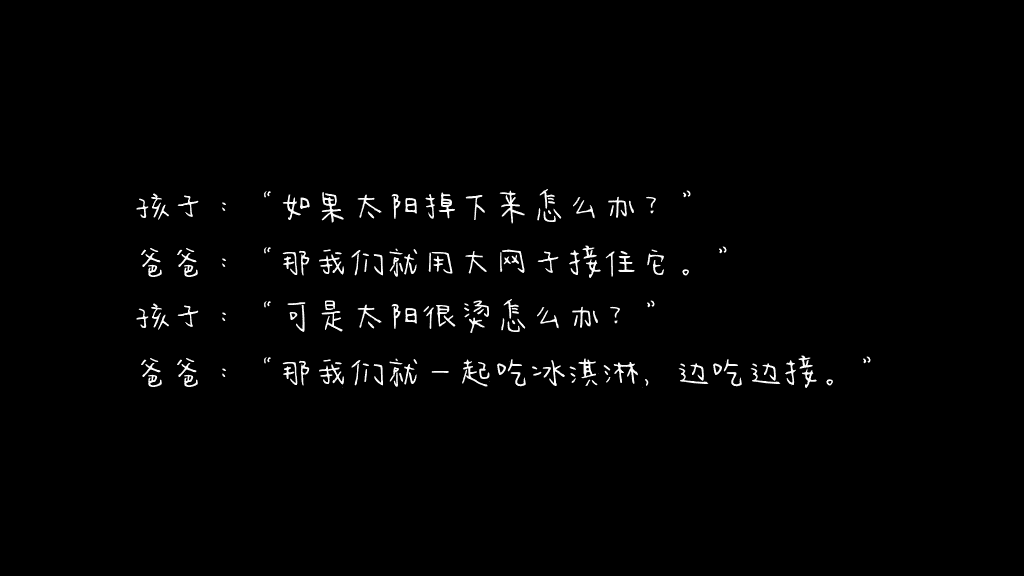 孩子：“如果太阳掉下来怎么办？”
爸爸：“那我们就用大网子接住它。”
孩子：“可是太阳很烫怎么办？”
爸爸：“那我们就一起吃冰淇淋，边吃边接。”